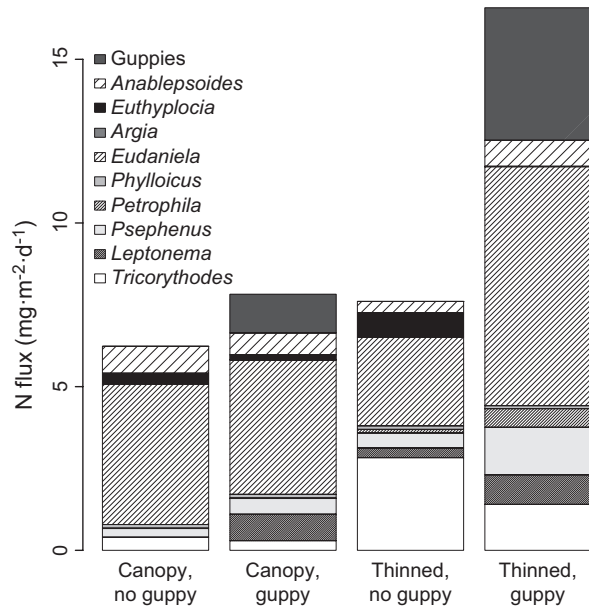 15
10
5
0
N flux (mg·m⁻²·d⁻¹)
Guppies
Anablepsoides
Euthyplocia
Argia
Eudaniela
Phylloicus
Petrophila
Psephenus
Leptonema
Tricorythodes
Canopy,
no guppy
Canopy,
guppy
Thinned,
no guppy
Thinned,
guppy